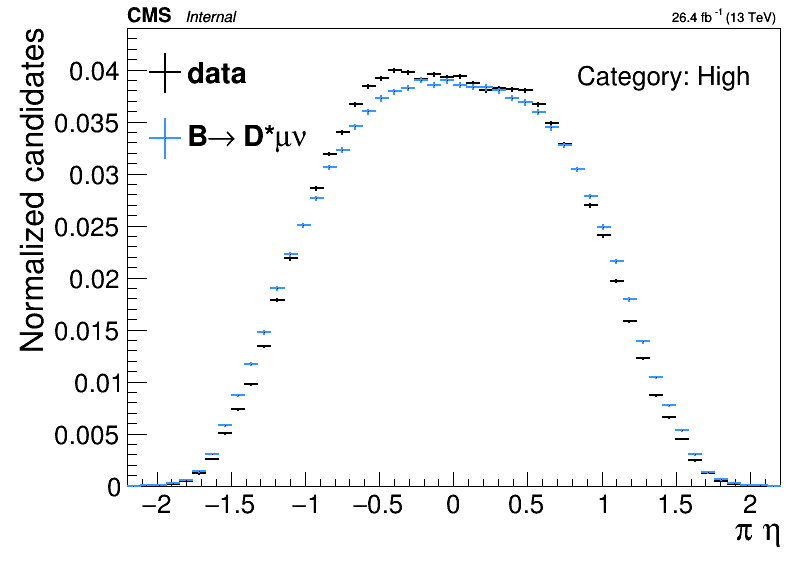 CMS Internal 26.4 fb⁻¹ (13 TeV)
Normalized candidates
data
Category: High
B→ D*μν
0.04
0.035
0.03
0.025
0.02
0.015
0.01
0.005
0
−2 −1.5 −1 −0.5 0 0.5 1 1.5 2
π η